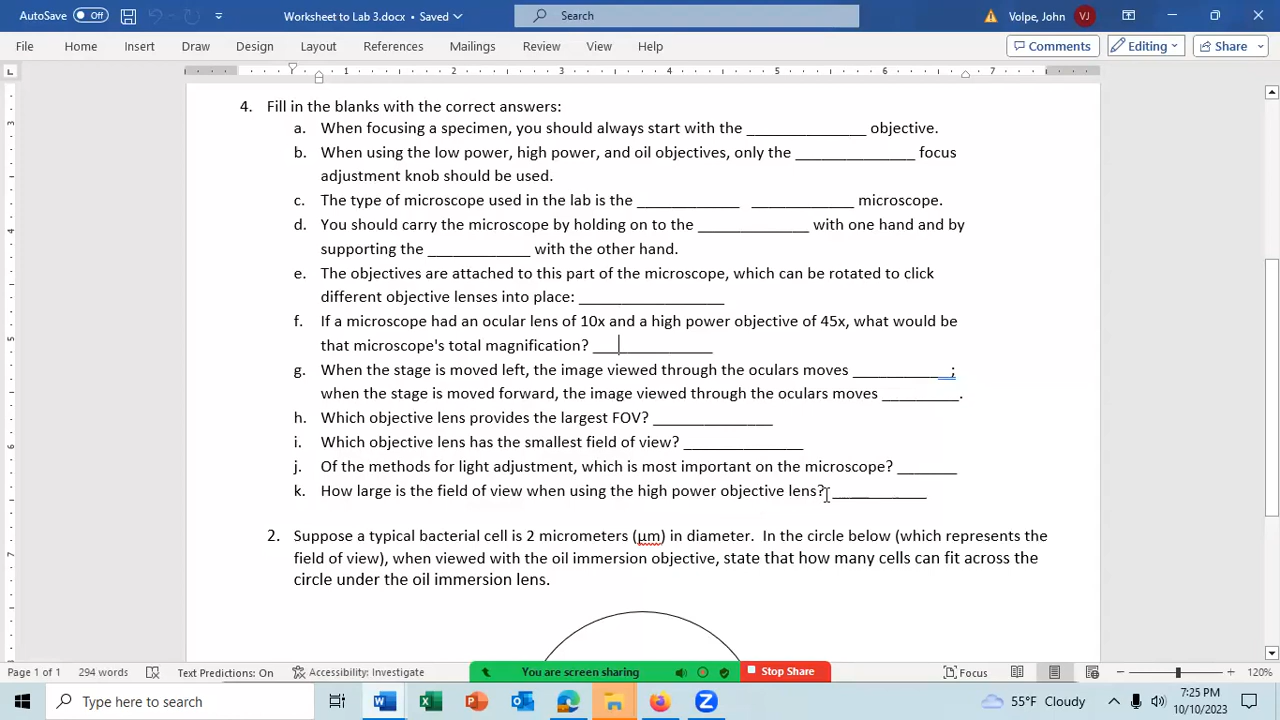 AutoSave Off Worksheet to Lab 3.docx • Saved Search Volpe, John VJ
File Home Insert Draw Design Layout References Mailings Review View Help Comments Editing Share
1 2 3 4 5 6 7
4. Fill in the blanks with the correct answers:
a. When focusing a specimen, you should always start with the ______________ objective.
b. When using the low power, high power, and oil objectives, only the ______________ focus
adjustment knob should be used.
c. The type of microscope used in the lab is the ____________ ____________ microscope.
d. You should carry the microscope by holding on to the _____________ with one hand and by
supporting the ____________ with the other hand.
e. The objectives are attached to this part of the microscope, which can be rotated to click
different objective lenses into place: _________________
f. If a microscope had an ocular lens of 10x and a high power objective of 45x, what would be
that microscope's total magnification? ______________
g. When the stage is moved left, the image viewed through the oculars moves ____________;
when the stage is moved forward, the image viewed through the oculars moves _________.
h. Which objective lens provides the largest FOV? ______________
i. Which objective lens has the smallest field of view? ______________
j. Of the methods for light adjustment, which is most important on the microscope? _______
k. How large is the field of view when using the high power objective lens? ___________
2. Suppose a typical bacterial cell is 2 micrometers (µm) in diameter. In the circle below (which represents the
field of view), when viewed with the oil immersion objective, state that how many cells can fit across the
circle under the oil immersion lens.
Page 1 of 1 294 words Text Predictions: On Accessibility: Investigate You are screen sharing Stop Share Focus 120%
Type here to search 55°F Cloudy 7:25 PM
10/10/2023